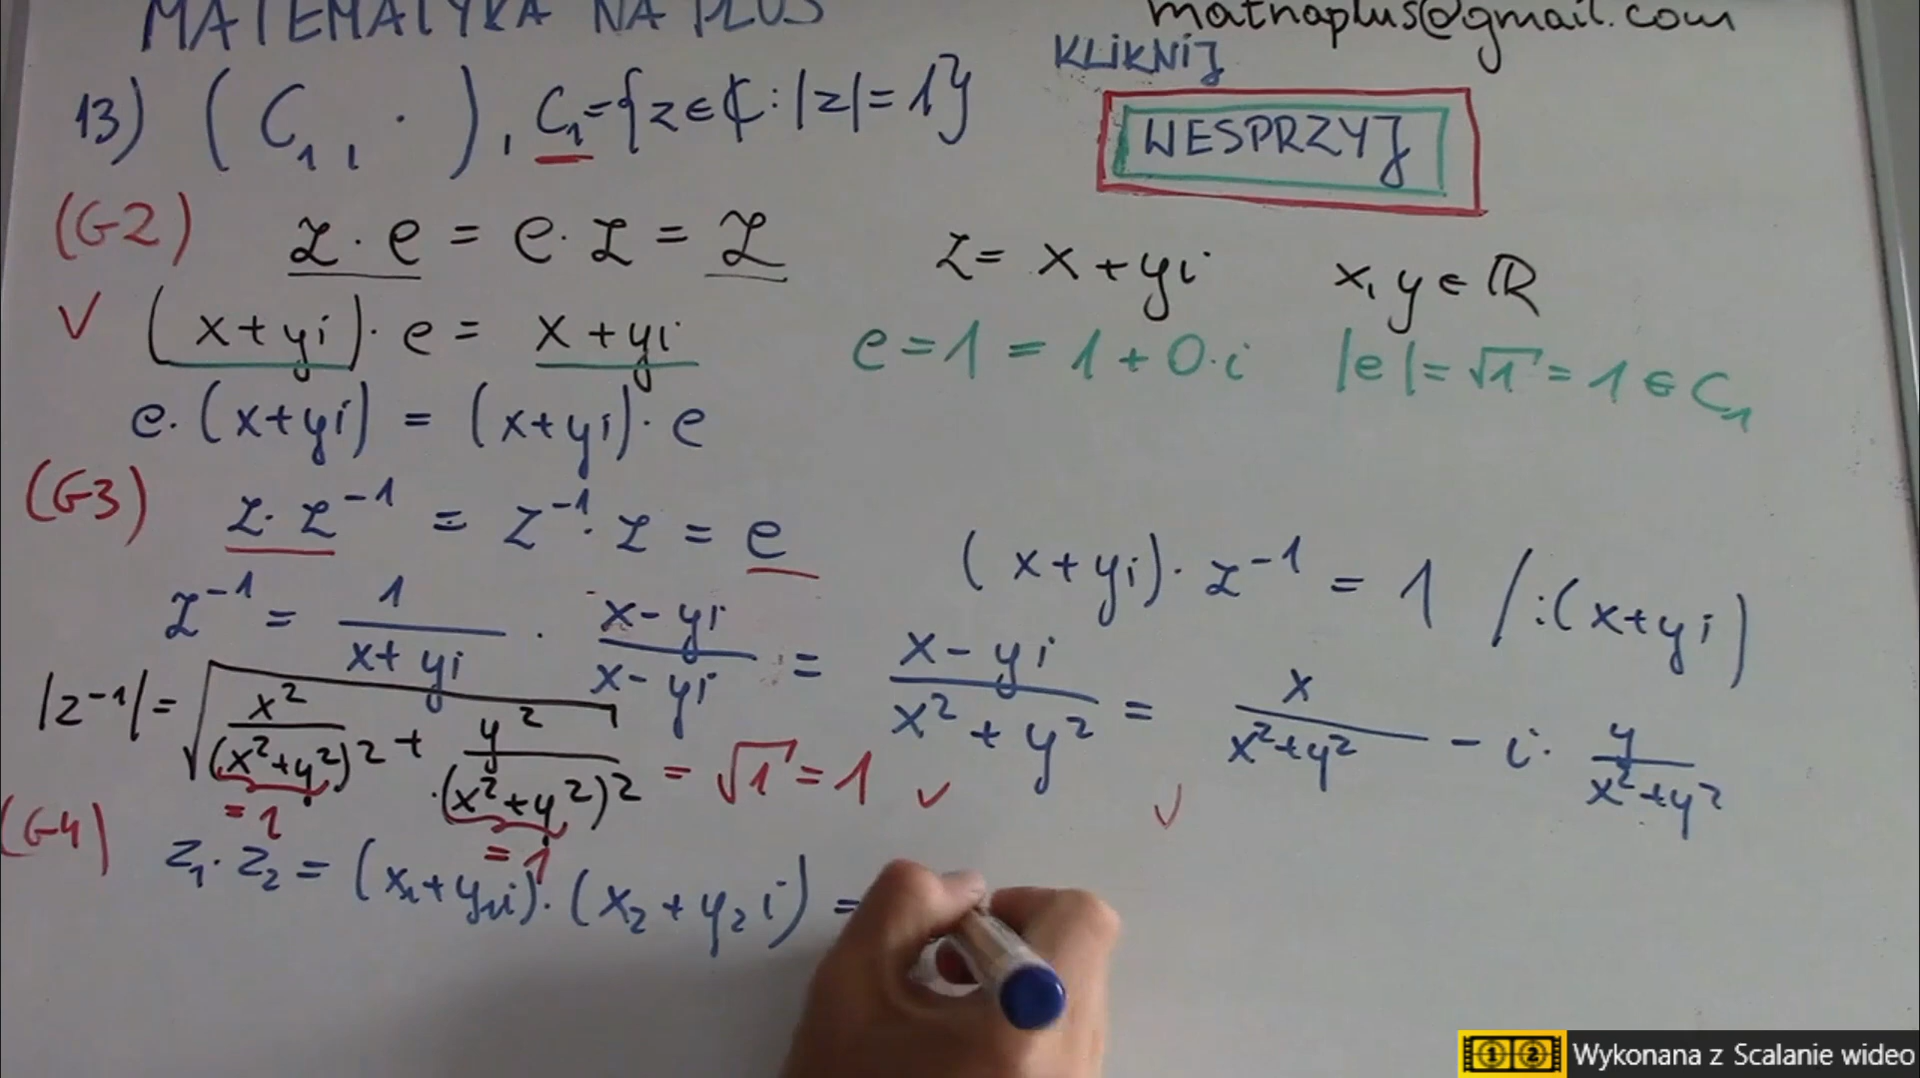 MATEMATYKA NA PLUS
matnaplus@gmail.com
KLIKNIJ
WESPRZYJ
13) (C₁, ·), C₁={z∈ℂ:|z|=1}
(G2) z·e = e·z = z
z= x+yi x, y ∈ ℝ
✓ (x+yi)·e = x+yi
e=1=1+0·i |e|=√1=1∈C₁
e·(x+yi) = (x+yi)·e
(G3) z·z⁻¹ = z⁻¹·z = e
(x+yi)·z⁻¹ = 1 /:(x+yi)
z⁻¹ = 1/(x+yi) · (x-yi)/(x-yi) = (x-yi)/(x²+y²) = x/(x²+y²) - i· y/(x²+y²)
|z⁻¹|= √(x²/(x²+y²)² + y²/(x²+y²)²) = √1 = 1 ✓ ✓
=1 =1
(G4) z₁·z₂ = (x₁+y₁i)·(x₂+y₂i) =
Wykonana z Scalanie wideo